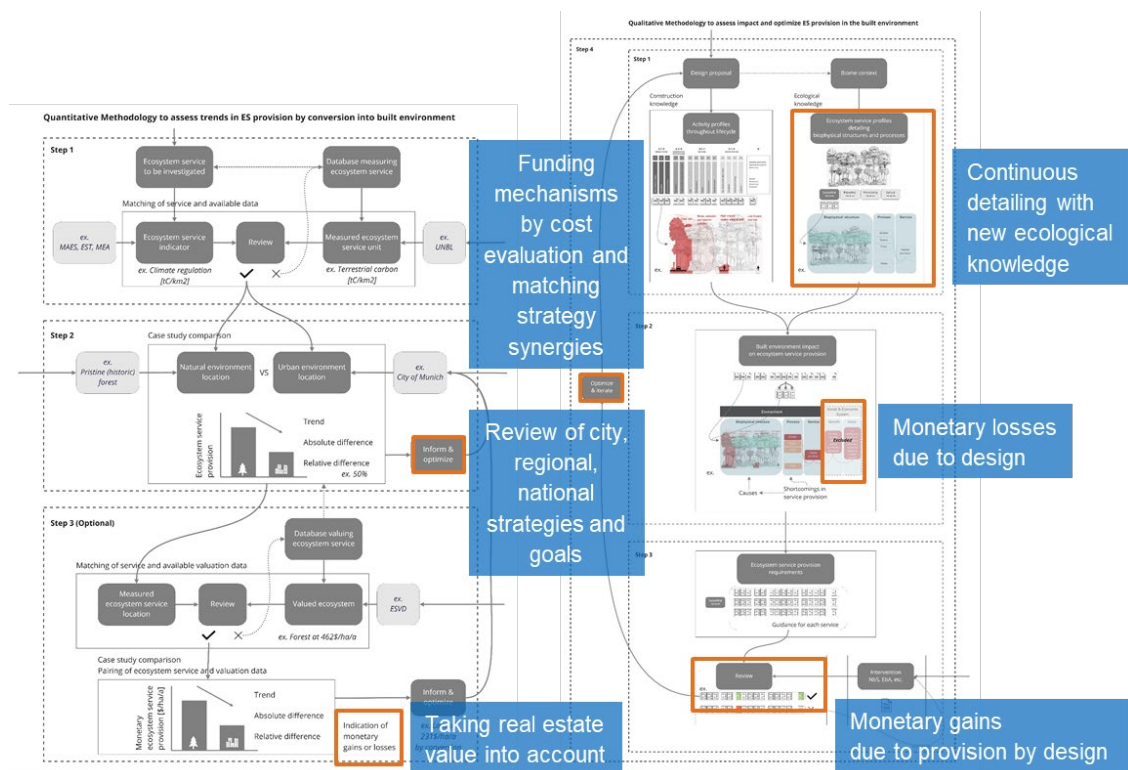 Quantitative Methodology to assess trends in ES provision by conversion into built environment
Step 1
Ecosystem service
to be investigated
Database measuring
ecosystem service
Matching of service and available data
ex.
MAES, EST, MEA
Ecosystem service
indicator
Review
Measured ecosystem
service unit
ex.
UNBL
ex. Climate regulation
[tC/km2]
ex. Terrestrial carbon
[tC/km2]
Step 2
Case study comparison
ex.
Pristine (historic)
forest
Natural environment
location
VS
Urban environment
location
ex.
City of Munich
Ecosystem service
provision
Trend
Absolute difference
Relative difference
ex. 50%
Inform &
optimize
Step 3 (Optional)
Database valuing
ecosystem service
Matching of service and available valuation data
Measured
ecosystem service
location
Review
Valued ecosystem
ex.
ESVD
ex. Forest at 462$/ha/a
Case study comparison
Pairing of ecosystem service and valuation data
Monetary
ecosystem service
provision [$/ha/a]
Trend
Absolute difference
Relative difference
Indication of
monetary
gains or losses
Inform &
optimize
Funding
mechanisms
by cost
evaluation and
matching
strategy
synergies
Review of city,
regional,
national
strategies and
goals
Taking real estate
value into account
Qualitative Methodology to assess impact and optimize ES provision in the built environment
Step 4
Step 1
Design proposal
Biome context
Construction
knowledge
Ecological
knowledge
Activity profiles
throughout lifecycle
Ecosystem service profiles
detailing
biophysical structures and processes
ex.
ex.
Continuous
detailing with
new ecological
knowledge
Step 2
Built environment impact
on ecosystem service provision
Optimize
& iterate
Ecosystem
Excluded
ex.
Causes
Shortcomings in
service provision
Monetary losses
due to design
Step 3
Ecosystem service provision
requirements
Guidance for each service
Review
ex.
Intervention
NbS, EbA, etc.
Monetary gains
due to provision by design